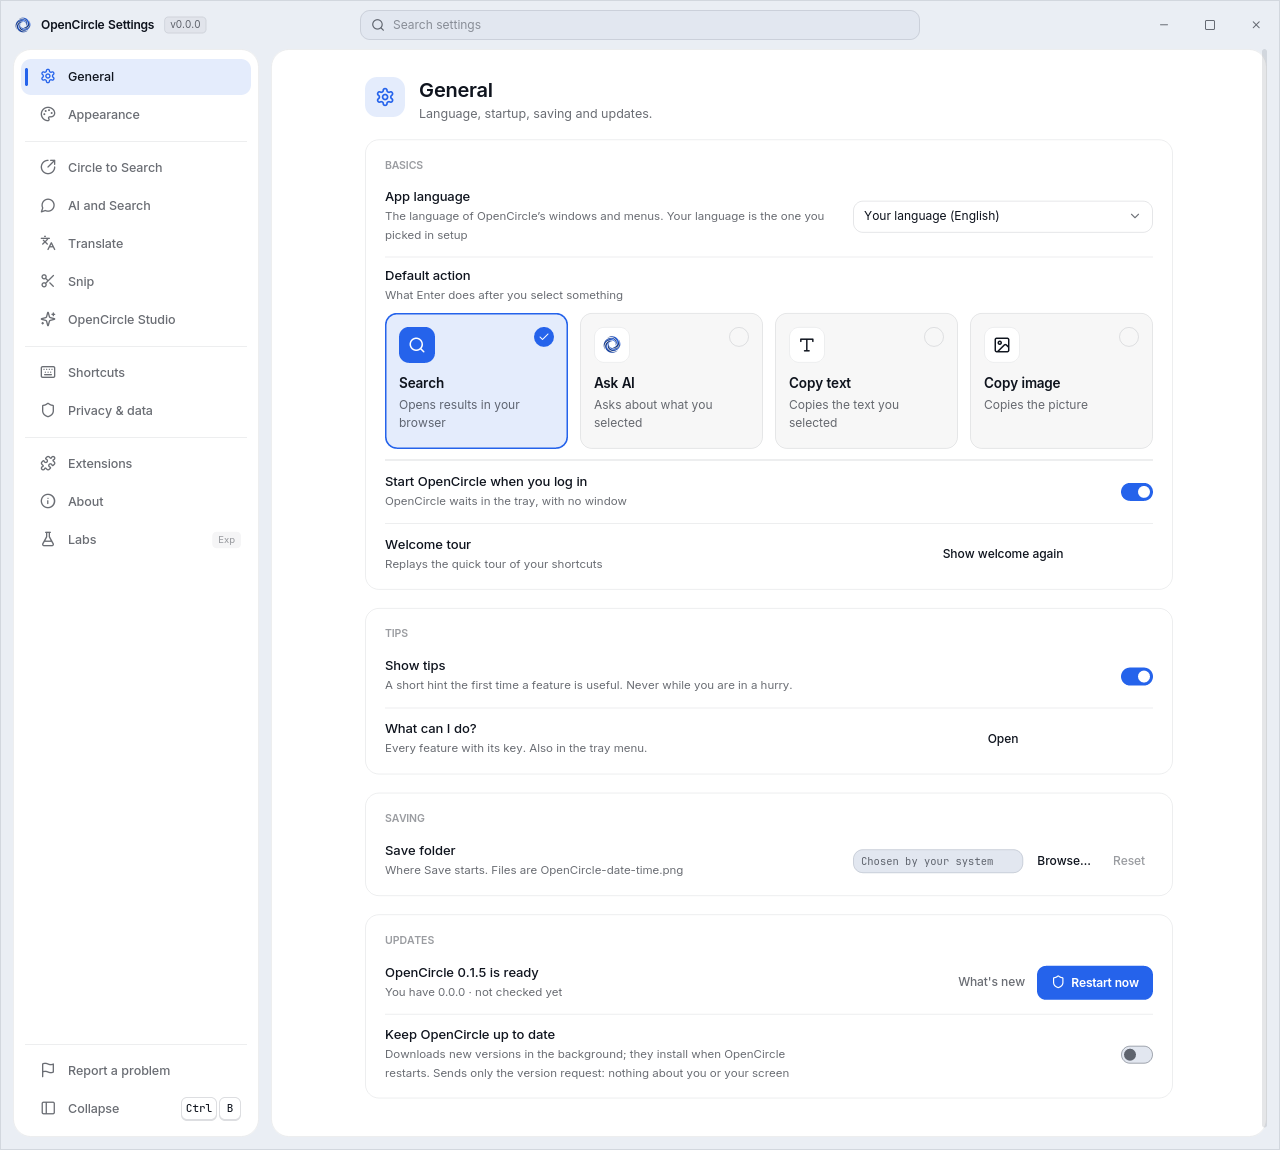 OpenCircle Settings v0.0.0
Search settings
General
Appearance
Circle to Search
AI and Search
Translate
Snip
OpenCircle Studio
Shortcuts
Privacy & data
Extensions
About
Labs Exp
Report a problem
Collapse Ctrl B
General
Language, startup, saving and updates.
BASICS
App language
The language of OpenCircle's windows and menus. Your language is the one you
picked in setup
Your language (English)
Default action
What Enter does after you select something
Search
Opens results in your
browser
Ask AI
Asks about what you
selected
Copy text
Copies the text you
selected
Copy image
Copies the picture
Start OpenCircle when you log in
OpenCircle waits in the tray, with no window
Welcome tour
Replays the quick tour of your shortcuts
Show welcome again
TIPS
Show tips
A short hint the first time a feature is useful. Never while you are in a hurry.
What can I do?
Every feature with its key. Also in the tray menu.
Open
SAVING
Save folder
Where Save starts. Files are OpenCircle-date-time.png
Chosen by your system
Browse...
Reset
UPDATES
OpenCircle 0.1.5 is ready
You have 0.0.0 · not checked yet
What's new
Restart now
Keep OpenCircle up to date
Downloads new versions in the background; they install when OpenCircle
restarts. Sends only the version request: nothing about you or your screen